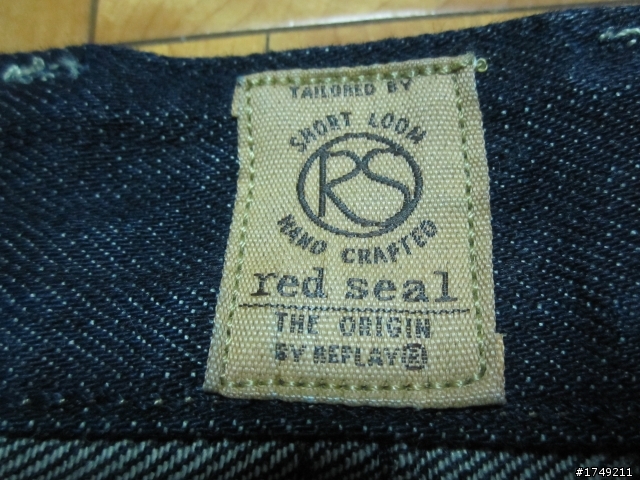 TAILORED BY
SHORT LOOM
RS
HAND CRAFTED
red seal
THE ORIGIN
BY REPLAY®
#1749211